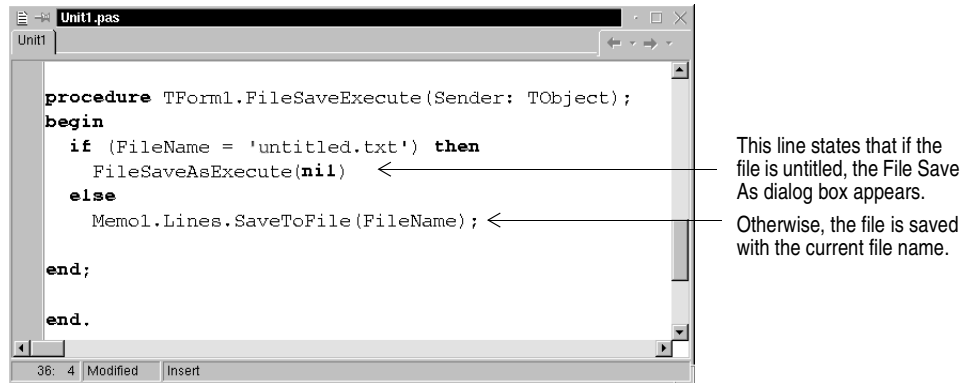 Unit1.pas
Unit1
procedure TForm1.FileSaveExecute(Sender: TObject);
begin
if (FileName = 'untitled.txt') then
FileSaveAsExecute(nil)
else
Memo1.Lines.SaveToFile(FileName);
end;
end.
36: 4 Modified Insert
This line states that if the
file is untitled, the File Save
As dialog box appears.
Otherwise, the file is saved
with the current file name.